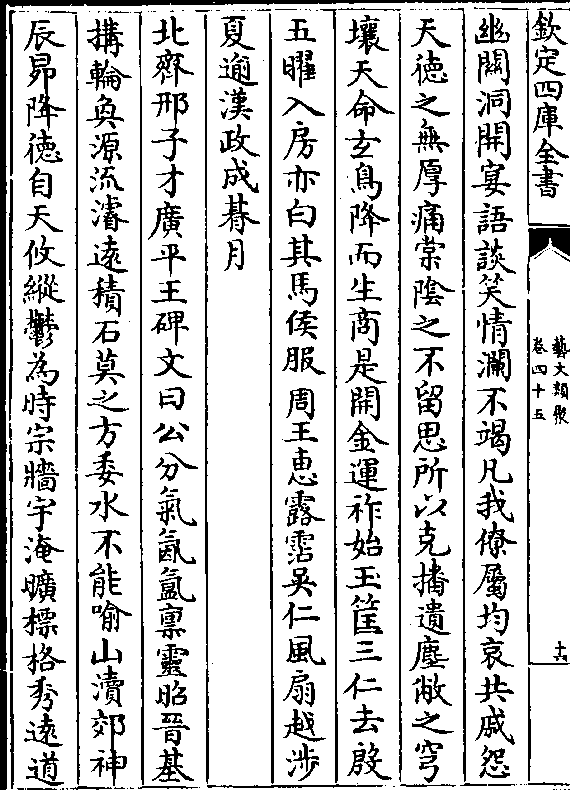 欽定四庫全書
藝文類聚
卷四十五
十六
幽關洞開宴語談笑情瀾不竭凡我僚屬均哀共戚怨
天德之無厚痛棠陰之不留思所以克播遺塵敝之穹
壤天命玄鳥降而生商是開金運祚始玉筐三仁去殷
五曜入房亦白其馬侯服周王惠露霑吳仁風扇越涉
夏逾漢政成朞月
北齊邢子才廣平王碑文曰公分氣氤氳稟靈昭晉基
搆輪奐源流濬遠積石莫之方委水不能喻山瀆郊神
辰昴降德自天攸縱鬱為時宗牆宇淹曠標格秀遠道